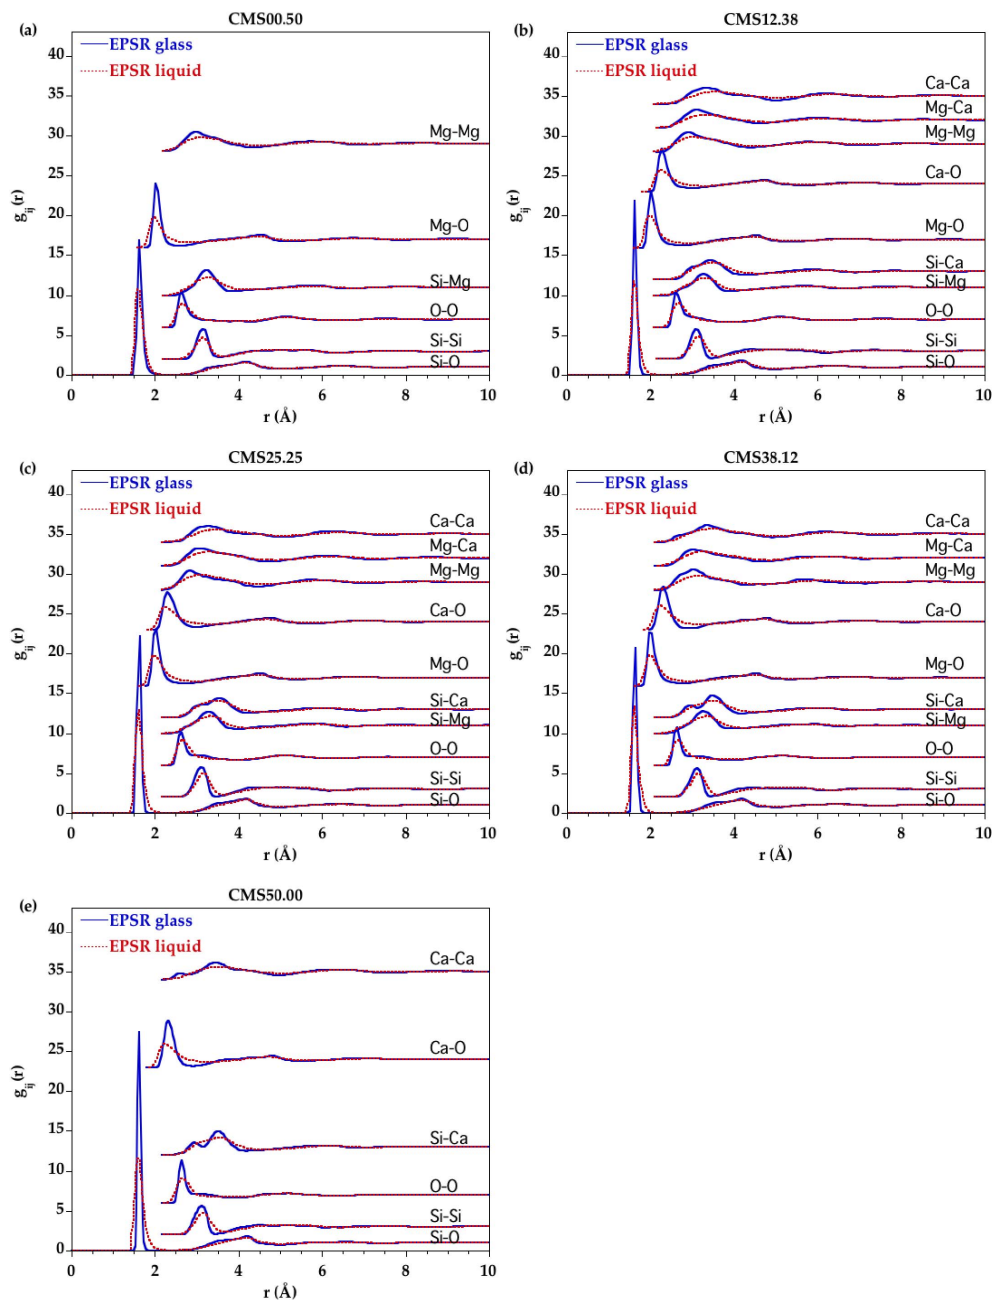 CMS00.50
(a)
EPSR glass
EPSR liquid
40
35
30
25
20
15
10
5
0
g_ij(r)
Mg-Mg
Mg-O
Si-Mg
O-O
Si-Si
Si-O
0 2 4 6 8 10
r (Å)
CMS12.38
(b)
EPSR glass
EPSR liquid
40
35
30
25
20
15
10
5
0
g_ij(r)
Ca-Ca
Mg-Ca
Mg-Mg
Ca-O
Mg-O
Si-Ca
Si-Mg
O-O
Si-Si
Si-O
0 2 4 6 8 10
r (Å)
CMS25.25
(c)
EPSR glass
EPSR liquid
40
35
30
25
20
15
10
5
0
g_ij(r)
Ca-Ca
Mg-Ca
Mg-Mg
Ca-O
Mg-O
Si-Ca
Si-Mg
O-O
Si-Si
Si-O
0 2 4 6 8 10
r (Å)
CMS38.12
(d)
EPSR glass
EPSR liquid
40
35
30
25
20
15
10
5
0
g_ij(r)
Ca-Ca
Mg-Ca
Mg-Mg
Ca-O
Mg-O
Si-Ca
Si-Mg
O-O
Si-Si
Si-O
0 2 4 6 8 10
r (Å)
CMS50.00
(e)
EPSR glass
EPSR liquid
40
35
30
25
20
15
10
5
0
g_ij(r)
Ca-Ca
Ca-O
Si-Ca
O-O
Si-Si
Si-O
0 2 4 6 8 10
r (Å)